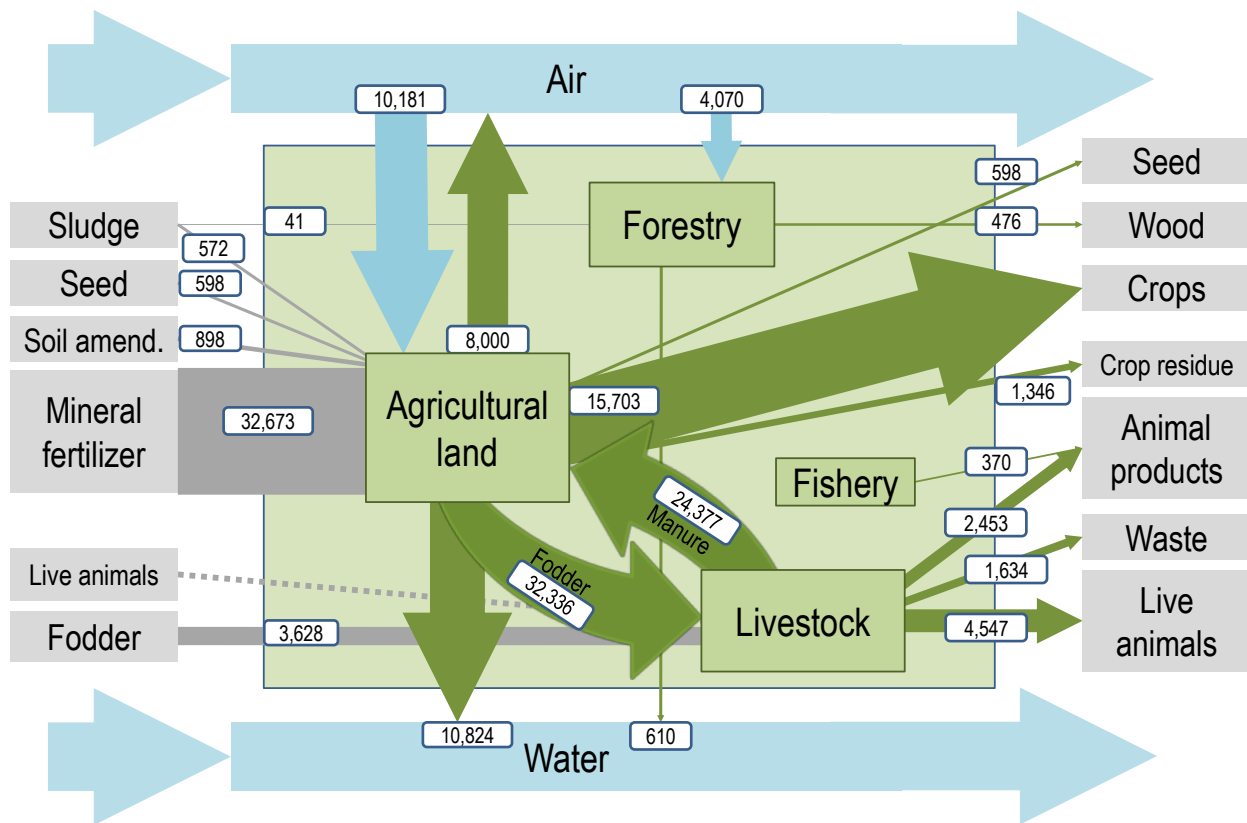 Air
10,181
4,070
Seed
598
Sludge
41
Forestry
476
Wood
572
Seed
598
Crops
Soil amend.
898
8,000
Crop residue
1,346
Mineral
fertilizer
32,673
Agricultural
land
15,703
Animal
products
370
Fishery
24,377
Manure
2,453
Waste
1,634
Live animals
Fodder
32,336
Livestock
Live
animals
4,547
Fodder
3,628
10,824
610
Water